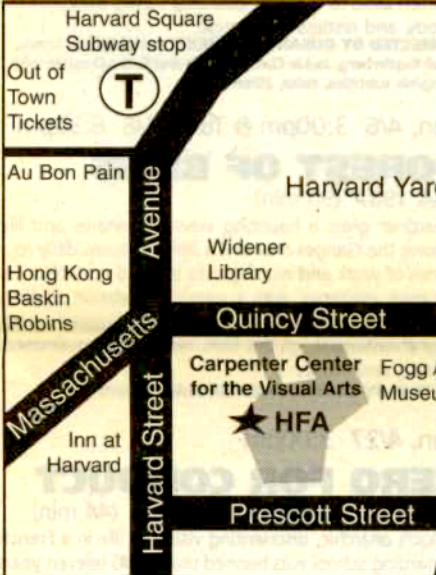 Harvard Square
Subway stop
T
Out of
Town
Tickets
Au Bon Pain
Avenue
Harvard Yard
Widener
Library
Hong Kong
Baskin
Robins
Massachusetts
Quincy Street
Carpenter Center
for the Visual Arts
HFA
Fogg A
Museu
Inn at
Harvard
Harvard Street
Prescott Street